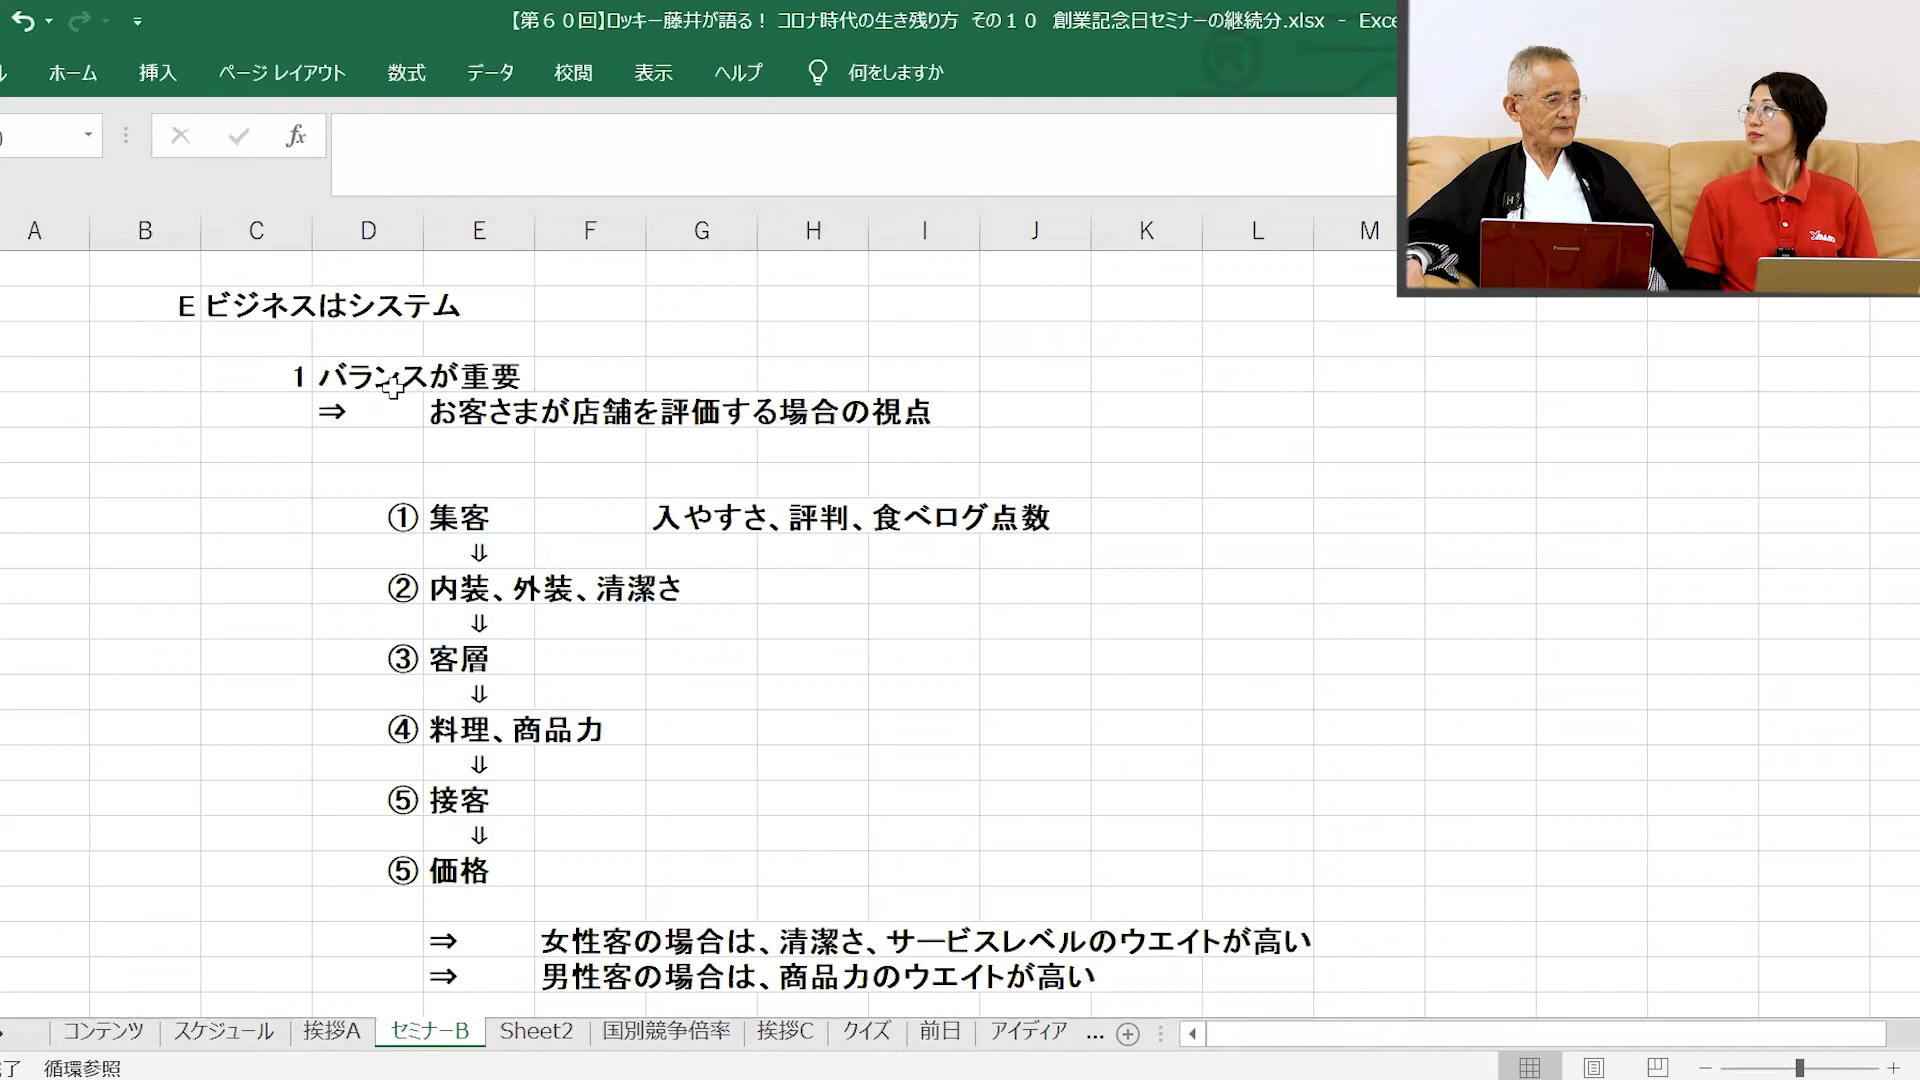 【第６０回】ロッキー藤井が語る！ コロナ時代の生き残り方 その１０ 創業記念日セミナーの継続分.xlsx - Exce
ル ホーム 挿入 ページ レイアウト 数式 データ 校閲 表示 ヘルプ 何をしますか
fx
A B C D E F G H I J K L M
E ビジネスはシステム
1 バランスが重要
⇒ お客さまが店舗を評価する場合の視点
① 集客 入やすさ、評判、食べログ点数
⇓
② 内装、外装、清潔さ
⇓
③ 客層
⇓
④ 料理、商品力
⇓
⑤ 接客
⇓
⑤ 価格
⇒ 女性客の場合は、清潔さ、サービスレベルのウエイトが高い
⇒ 男性客の場合は、商品力のウエイトが高い
コンテンツ スケジュール 挨拶A セミナーB Sheet2 国別競争倍率 挨拶C クイズ 前日 アイディア ...
完了 循環参照
Panasonic